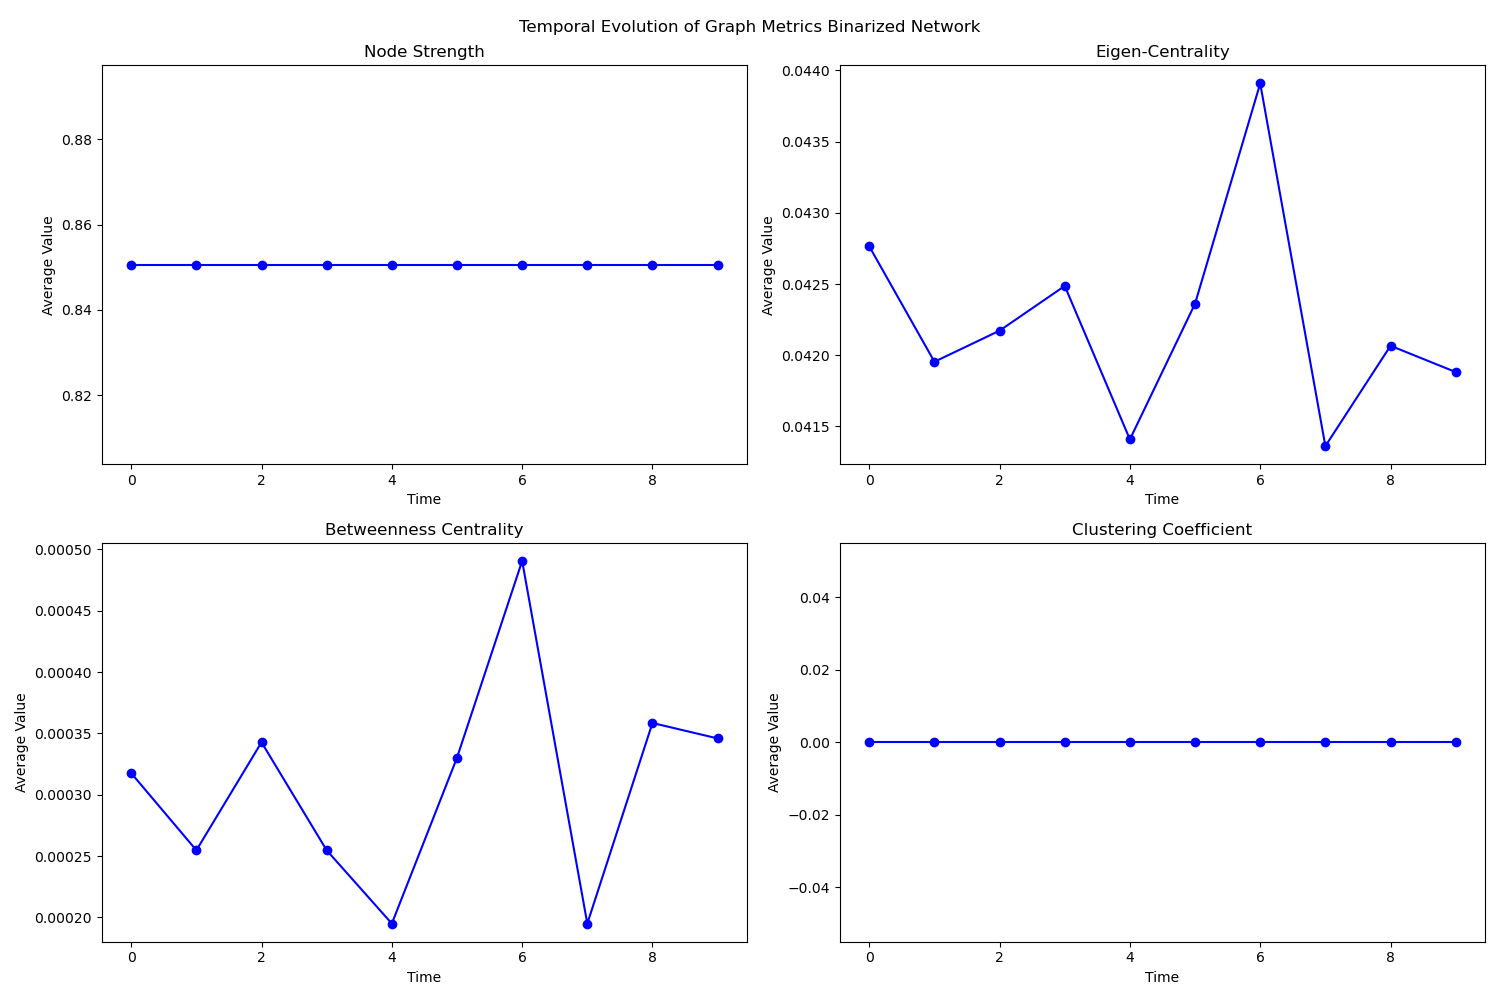 Temporal Evolution of Graph Metrics Binarized Network
Node Strength
0.88
0.86
0.84
0.82
Average Value
0 2 4 6 8
Time
Eigen-Centrality
0.0440
0.0435
0.0430
0.0425
0.0420
0.0415
Average Value
0 2 4 6 8
Time
Betweenness Centrality
0.00050
0.00045
0.00040
0.00035
0.00030
0.00025
0.00020
Average Value
0 2 4 6 8
Time
Clustering Coefficient
0.04
0.02
0.00
−0.02
−0.04
Average Value
0 2 4 6 8
Time